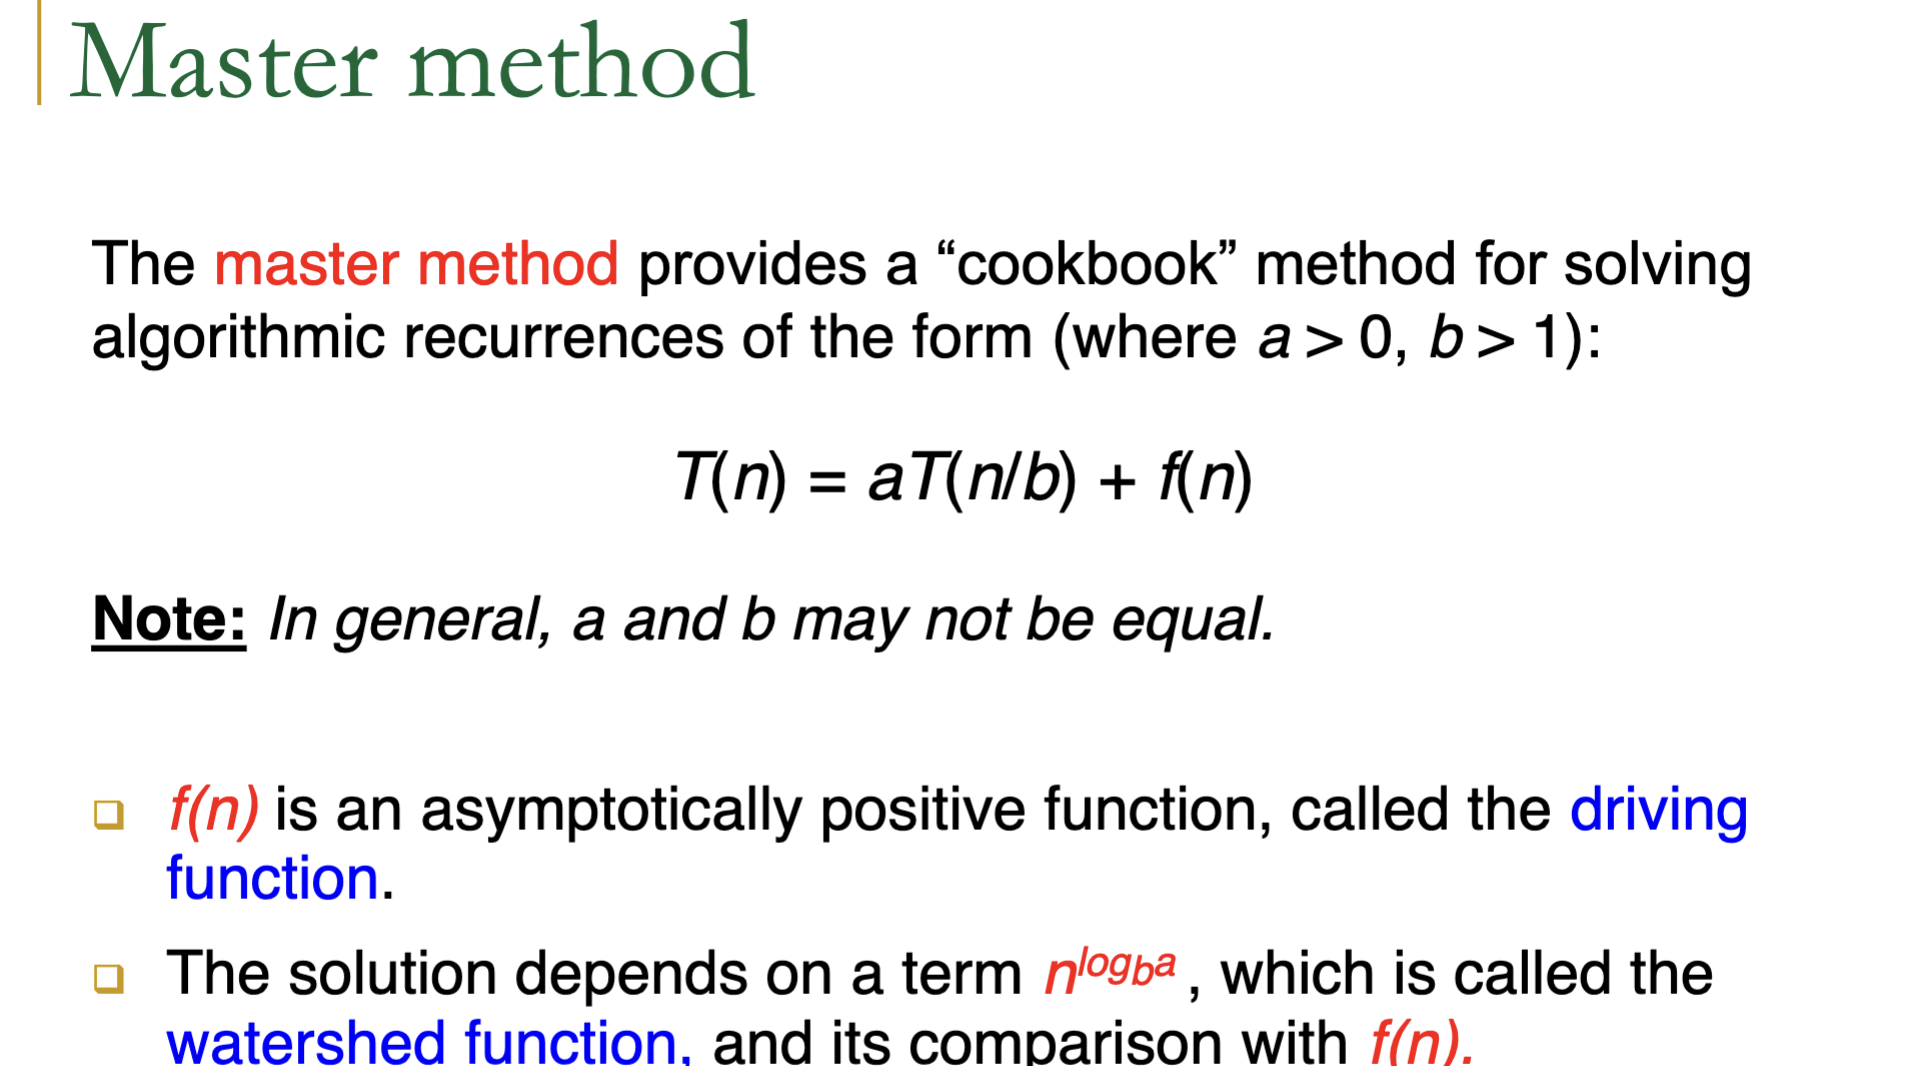 Master method
The master method provides a “cookbook” method for solving
algorithmic recurrences of the form (where a > 0, b > 1):
T(n) = aT(n/b) + f(n)
Note: In general, a and b may not be equal.
❑ f(n) is an asymptotically positive function, called the driving
function.
❑ The solution depends on a term n^log_b a , which is called the
watershed function, and its comparison with f(n).